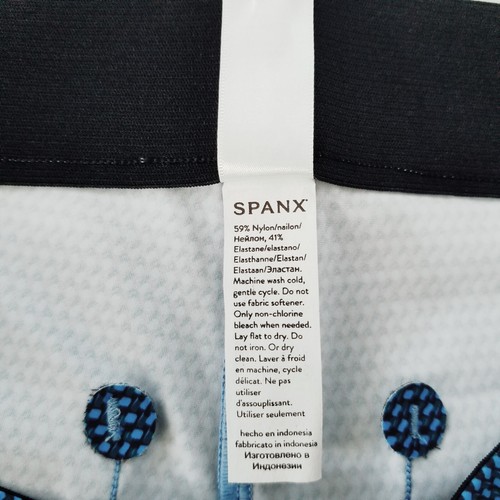 SPANX™
59% Nylon/nailon/
Нейлон, 41%
Elastane/elastano/
Elasthanne/Elastan/
Elastaan/Эластан.
Machine wash cold,
gentle cycle. Do not
use fabric softener.
Only non-chlorine
bleach when needed.
Lay flat to dry. Do
not iron. Or dry
clean. Laver à froid
en machine, cycle
délicat. Ne pas
utiliser
d'assouplissant.
Utiliser seulement
hecho en indonesia
fabbricato in indonesia
Изготовлено в
Индонезии